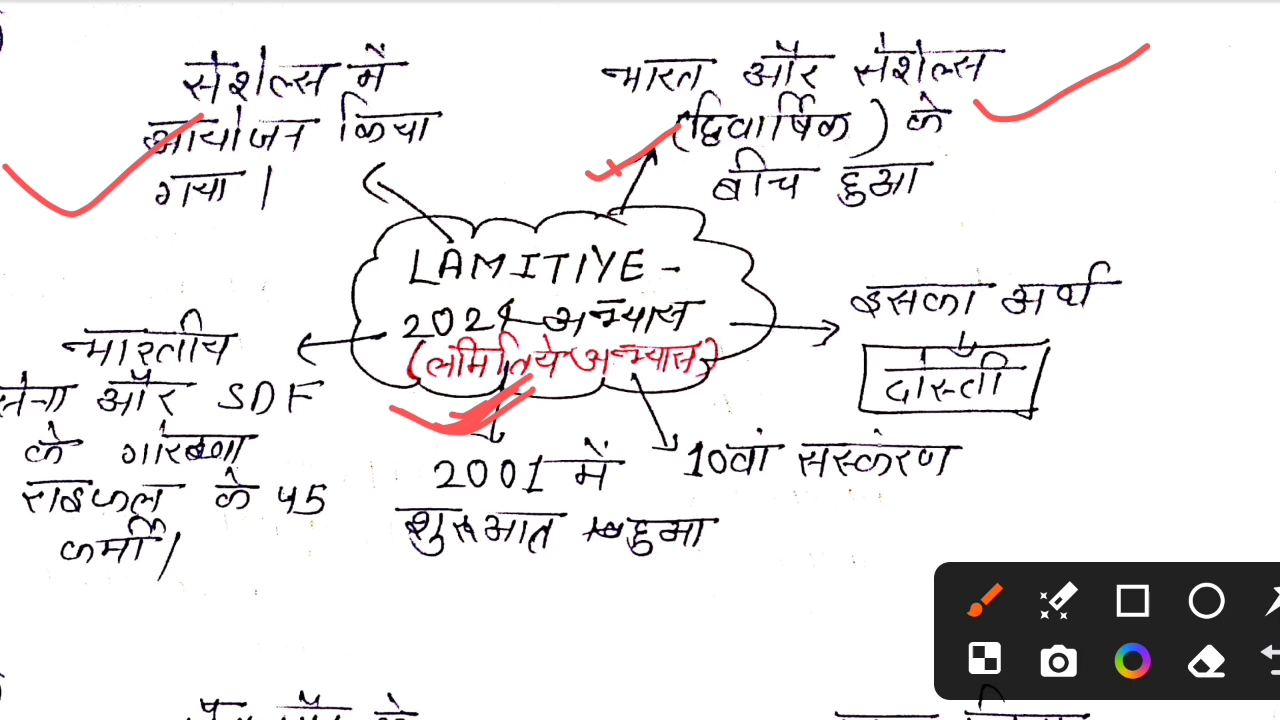 सेशेल्स में
आयोजन किया
गया।
भारत और सेशेल्स
(द्विवार्षिक) के
बीच हुआ
LAMITIYE -
2024 अभ्यास
(लमितिये अभ्यास)
इसका अर्थ
दोस्ती
भारतीय
सेना और SDF
के गोरखा
राइफल के 45
कर्मी।
2001 में
शुरुआत हुआ
10वां संस्करण